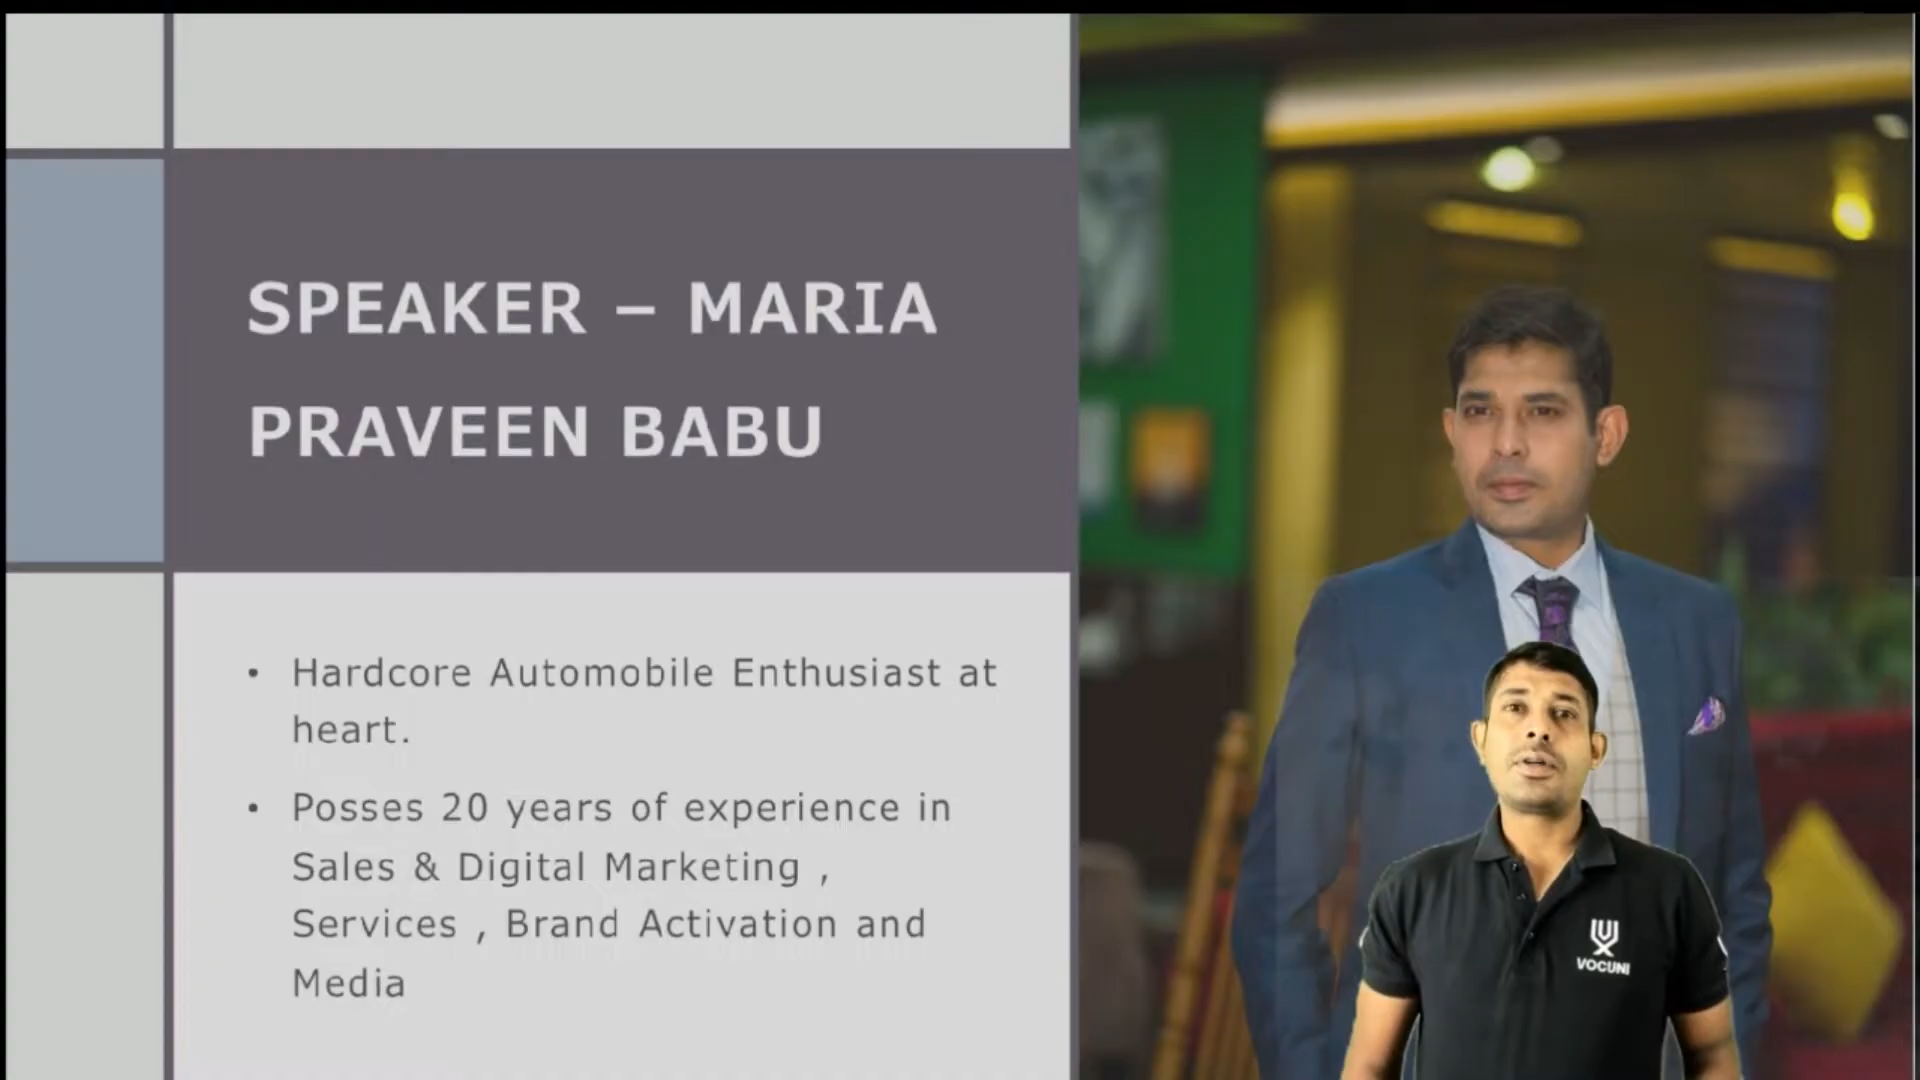 SPEAKER – MARIA
PRAVEEN BABU
• Hardcore Automobile Enthusiast at
heart.
• Posses 20 years of experience in
Sales & Digital Marketing ,
Services , Brand Activation and
Media
VOCUNI